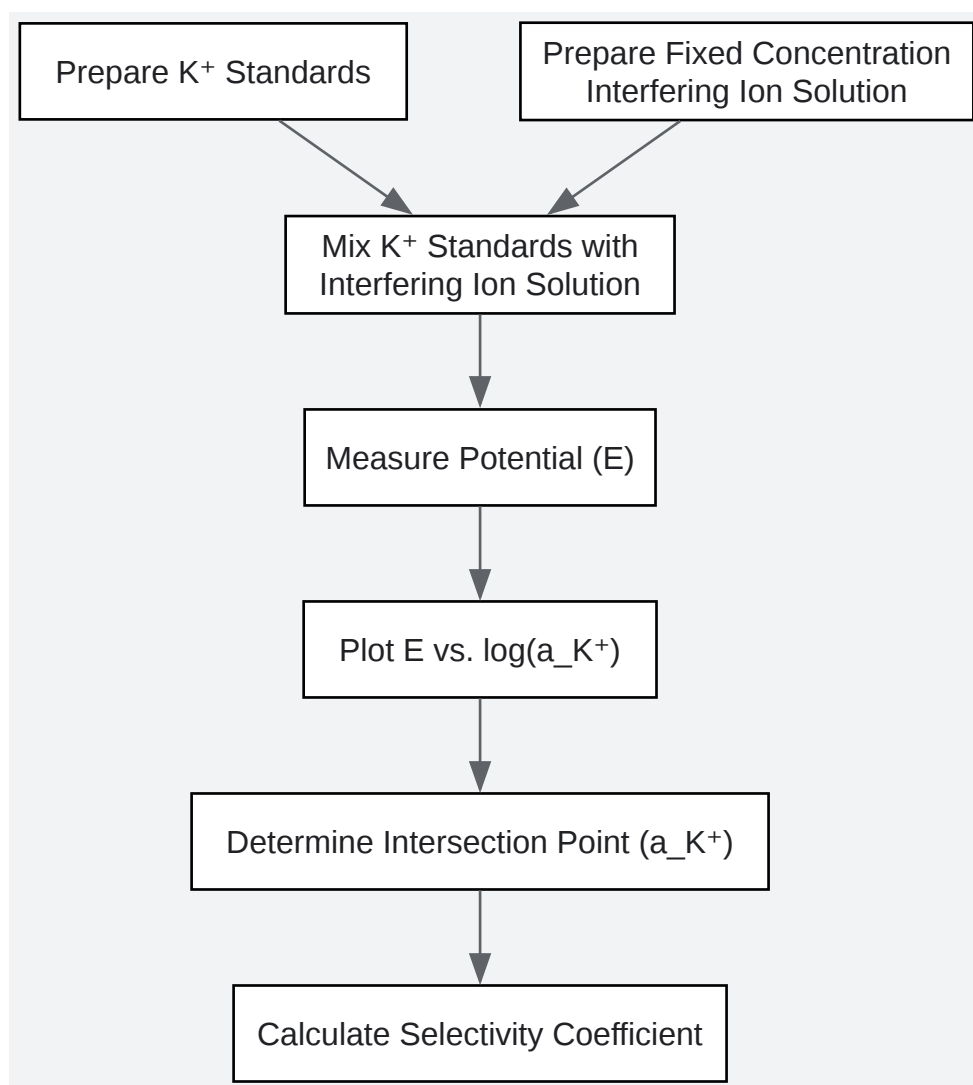 Prepare K⁺ Standards
Prepare Fixed Concentration
Interfering Ion Solution
Mix K⁺ Standards with
Interfering Ion Solution
Measure Potential (E)
Plot E vs. log(a_K⁺)
Determine Intersection Point (a_K⁺)
Calculate Selectivity Coefficient